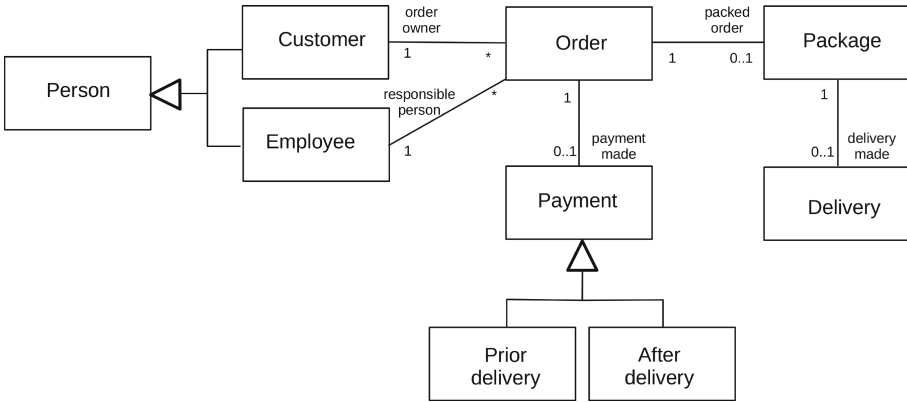 order
owner
packed
order
Customer
Order
Package
1
*
1
0..1
Person
responsible
person
*
1
1
Employee
1
0..1
payment
made
0..1
delivery
made
Payment
Delivery
Prior
delivery
After
delivery